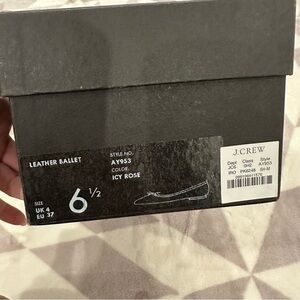 LEATHER BALLET
STYLE NO.
AY953
COLOR
ICY ROSE
SIZE
UK 4
EU 37
6 1/2
J.CREW
Dept Class Style
JC6 0H2 AY953